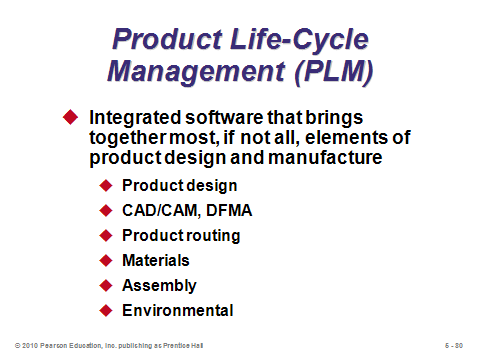 Product Life-Cycle
Management (PLM)
Integrated software that brings
together most, if not all, elements of
product design and manufacture
Product design
CAD/CAM, DFMA
Product routing
Materials
Assembly
Environmental
© 2010 Pearson Education, Inc. publishing as Prentice Hall
6 - 80